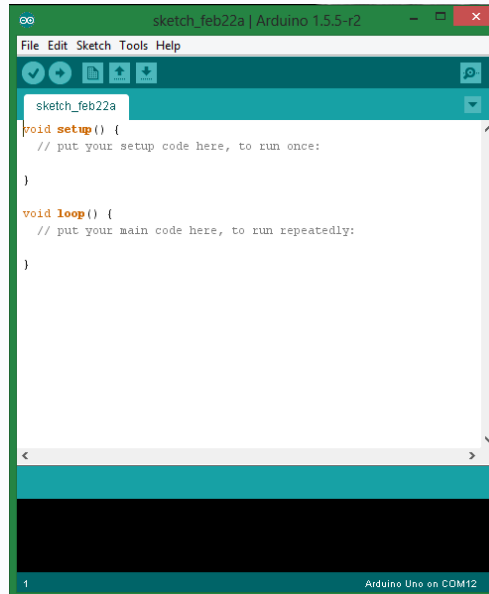 sketch_feb22a | Arduino 1.5.5-r2
File Edit Sketch Tools Help
sketch_feb22a
void setup() {
// put your setup code here, to run once:
}
void loop() {
// put your main code here, to run repeatedly:
}
1 Arduino Uno on COM12